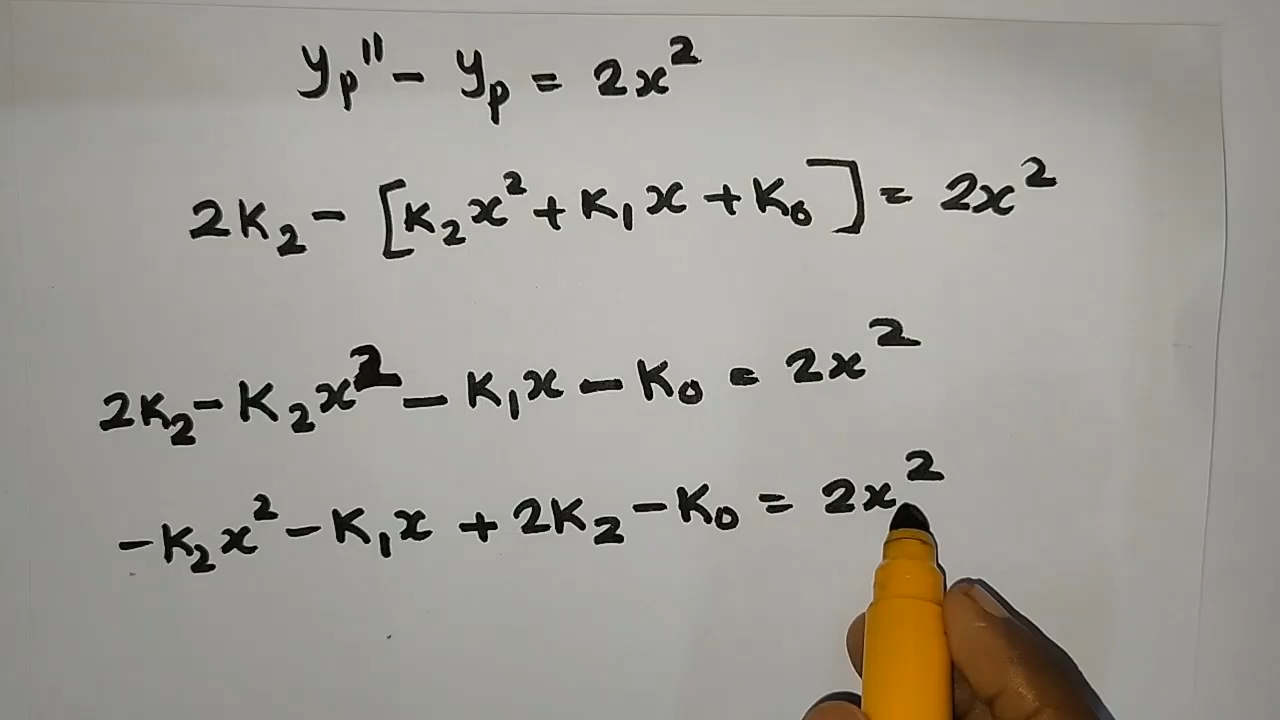 yₚ'' - yₚ = 2x²
2K₂ - [K₂x² + K₁x + K₀] = 2x²
2K₂ - K₂x² - K₁x - K₀ = 2x²
-K₂x² - K₁x + 2K₂ - K₀ = 2x²